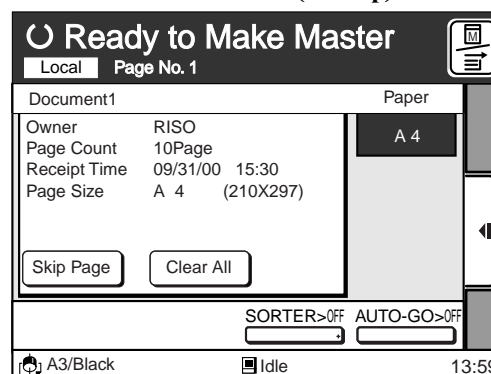 Ready to Make Master
Local Page No. 1
M
Document1 Paper
Owner RISO A 4
Page Count 10Page
Receipt Time 09/31/00 15:30
Page Size A 4 (210X297)
Skip Page Clear All
SORTER>OFF AUTO-GO>OFF
A3/Black Idle 13:59